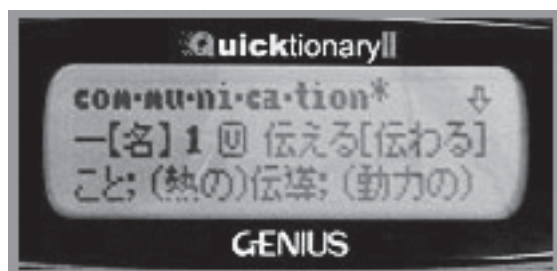 QuicktionaryII
com·mu·ni·ca·tion* ⇩
―[名] 1 Ⓤ 伝える[伝わる]
こと; (熱の)伝導; (動力の)
GENIUS